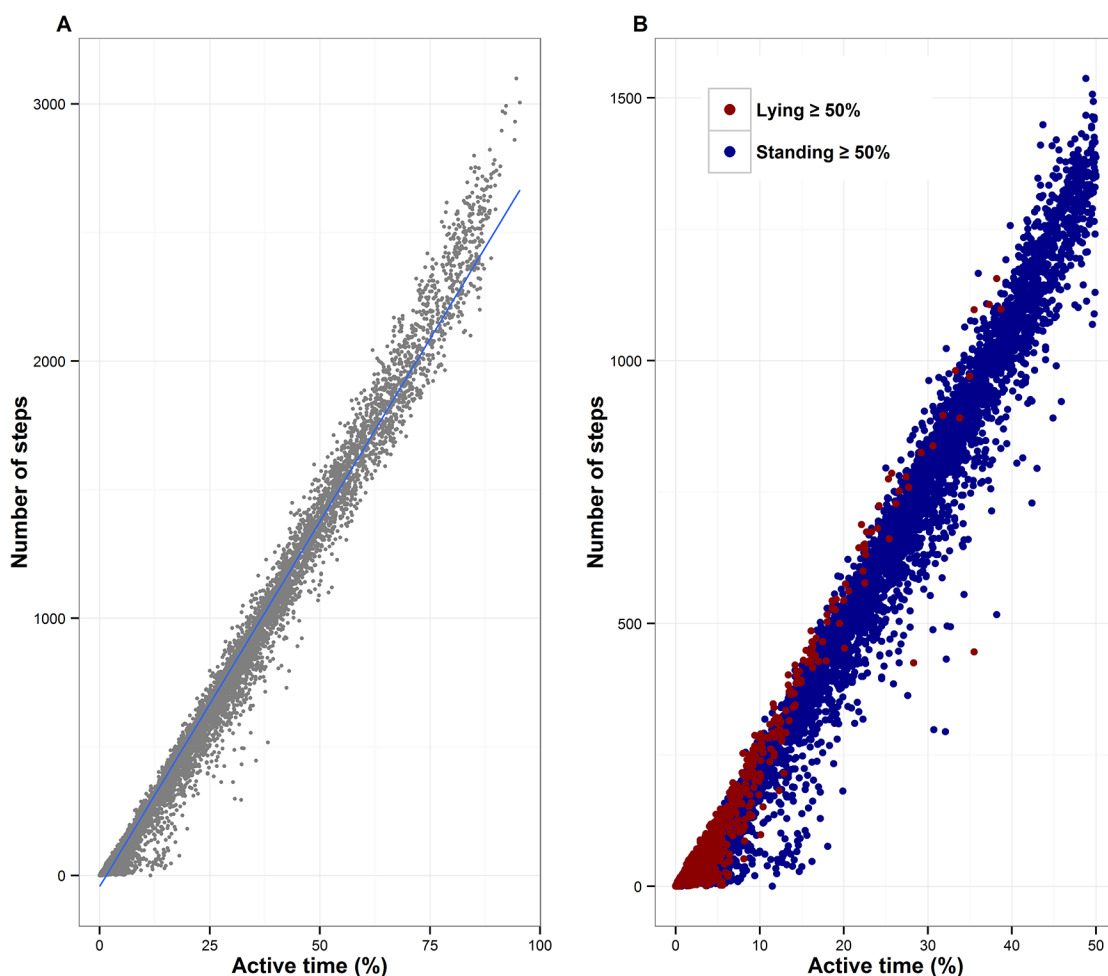 A
Number of steps
3000
2000
1000
0
0 25 50 75 100
Active time (%)
B
Number of steps
1500
1000
500
0
Lying ≥ 50%
Standing ≥ 50%
0 10 20 30 40 50
Active time (%)